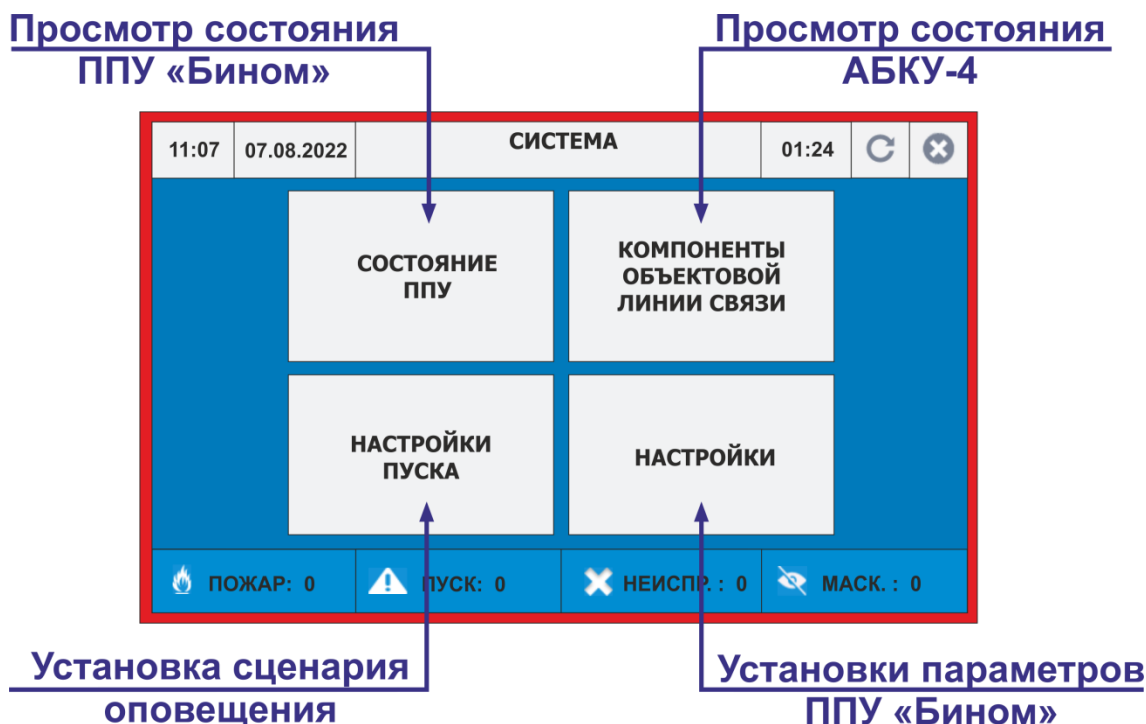 Просмотр состояния
ППУ «Бином»
Просмотр состояния
АБКУ-4
11:07
07.08.2022
СИСТЕМА
01:24
СОСТОЯНИЕ
ППУ
КОМПОНЕНТЫ
ОБЪЕКТОВОЙ
ЛИНИИ СВЯЗИ
НАСТРОЙКИ
ПУСКА
НАСТРОЙКИ
ПОЖАР: 0
ПУСК: 0
НЕИСПР. : 0
МАСК. : 0
Установка сценария
оповещения
Установки параметров
ППУ «Бином»